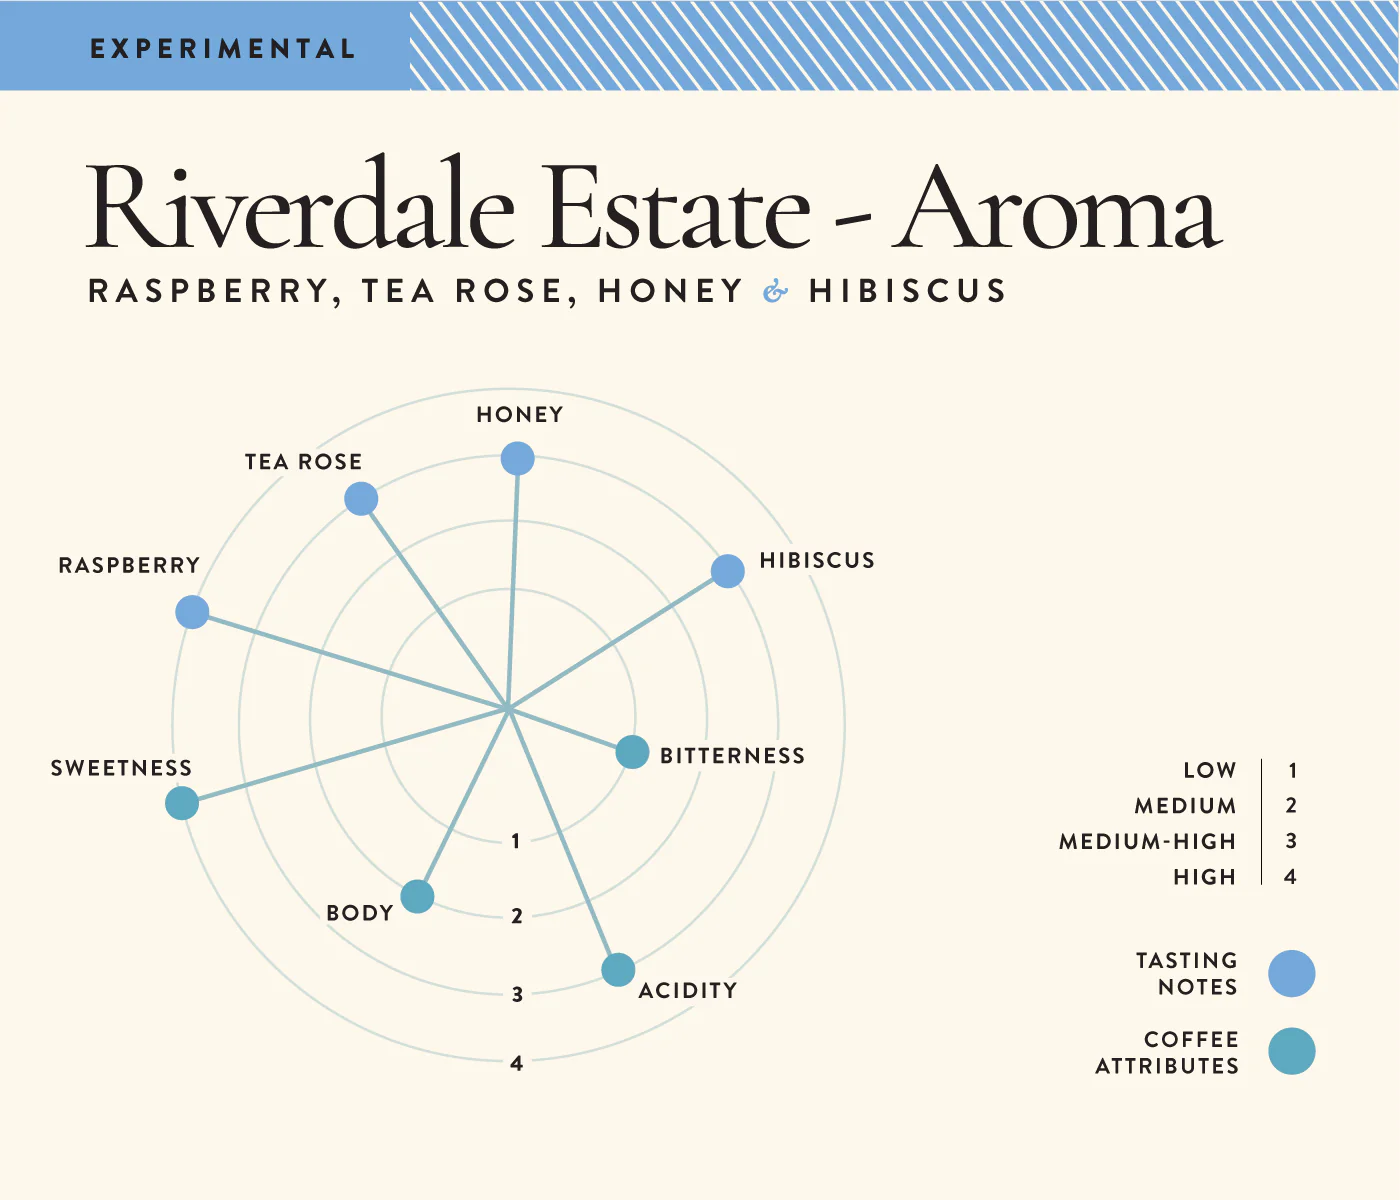 EXPERIMENTAL
Riverdale Estate - Aroma
RASPBERRY, TEA ROSE, HONEY & HIBISCUS
HONEY
TEA ROSE
RASPBERRY
HIBISCUS
SWEETNESS
BITTERNESS
BODY
ACIDITY
1
2
3
4
LOW 1
MEDIUM 2
MEDIUM-HIGH 3
HIGH 4
TASTING
NOTES
COFFEE
ATTRIBUTES